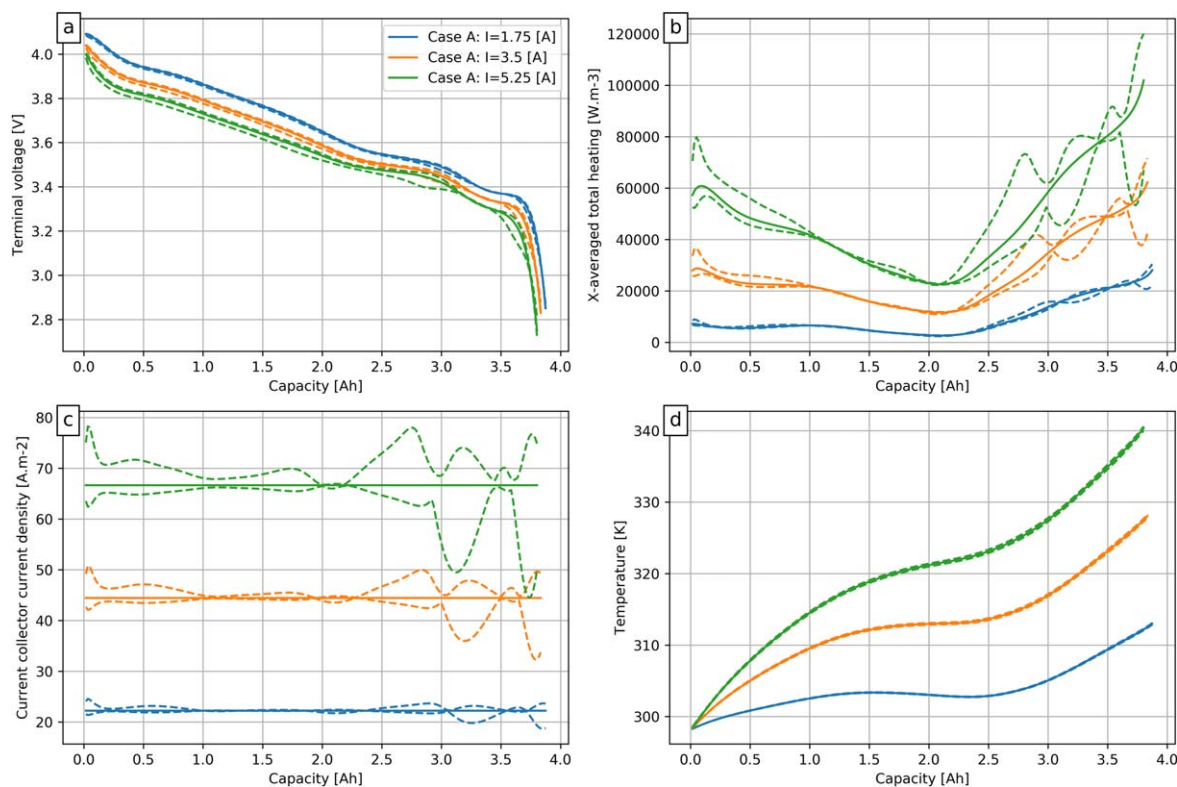 a
Terminal voltage [V]
4.0
3.8
3.6
3.4
3.2
3.0
2.8
Case A: I=1.75 [A]
Case A: I=3.5 [A]
Case A: I=5.25 [A]
0.0 0.5 1.0 1.5 2.0 2.5 3.0 3.5 4.0
Capacity [Ah]
b
X-averaged total heating [W.m-3]
120000
100000
80000
60000
40000
20000
0
0.0 0.5 1.0 1.5 2.0 2.5 3.0 3.5 4.0
Capacity [Ah]
c
Current collector current density [A.m-2]
80
70
60
50
40
30
20
0.0 0.5 1.0 1.5 2.0 2.5 3.0 3.5 4.0
Capacity [Ah]
d
Temperature [K]
340
330
320
310
300
0.0 0.5 1.0 1.5 2.0 2.5 3.0 3.5 4.0
Capacity [Ah]